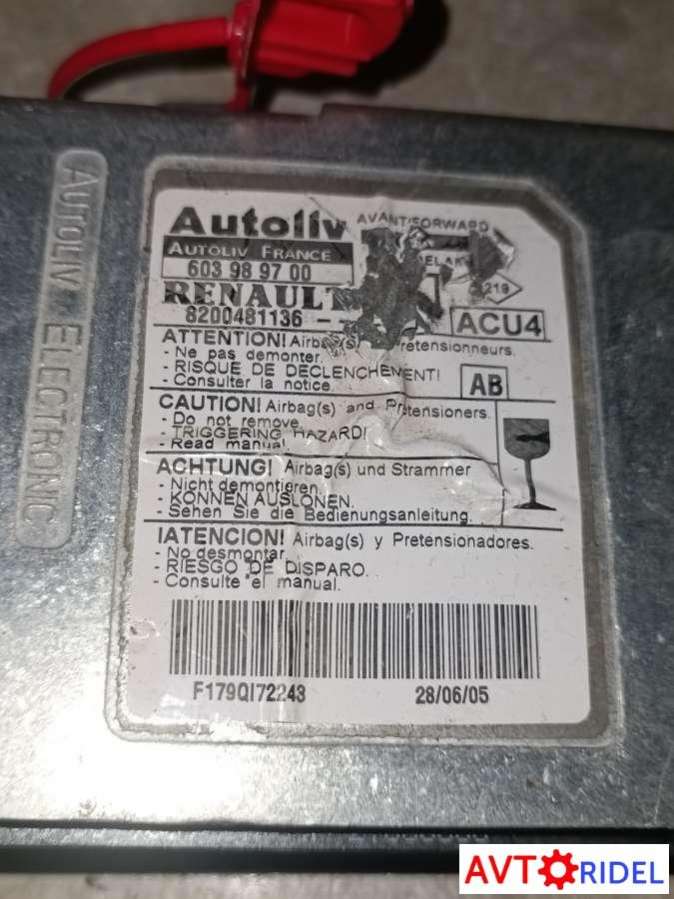 AUTOLIV ELECTRONIC
Autoliv
AVANT/FORWARD
AUTOLIV FRANCE
603 98 97 00
219
RENAULT
8200481136 --
ACU4
ATTENTION! Airbag(s) Pretensionneurs.
- Ne pas demonter.
- RISQUE DE DECLENCHEMENT!
- Consulter la notice.
AB
CAUTION! Airbag(s) and Pretensioners.
- Do not remove.
- TRIGGERING HAZARD!
- Read manual.
ACHTUNG! Airbag(s) und Strammer
- Nicht demontieren.
- KONNEN AUSLONEN.
- Sehen Sie die Bedienungsanleitung.
IATENCION! Airbag(s) y Pretensionadores.
- No desmontar.
- RIESGO DE DISPARO.
- Consulte el manual.
F179QI72243 28/06/05
AVTORIDEL